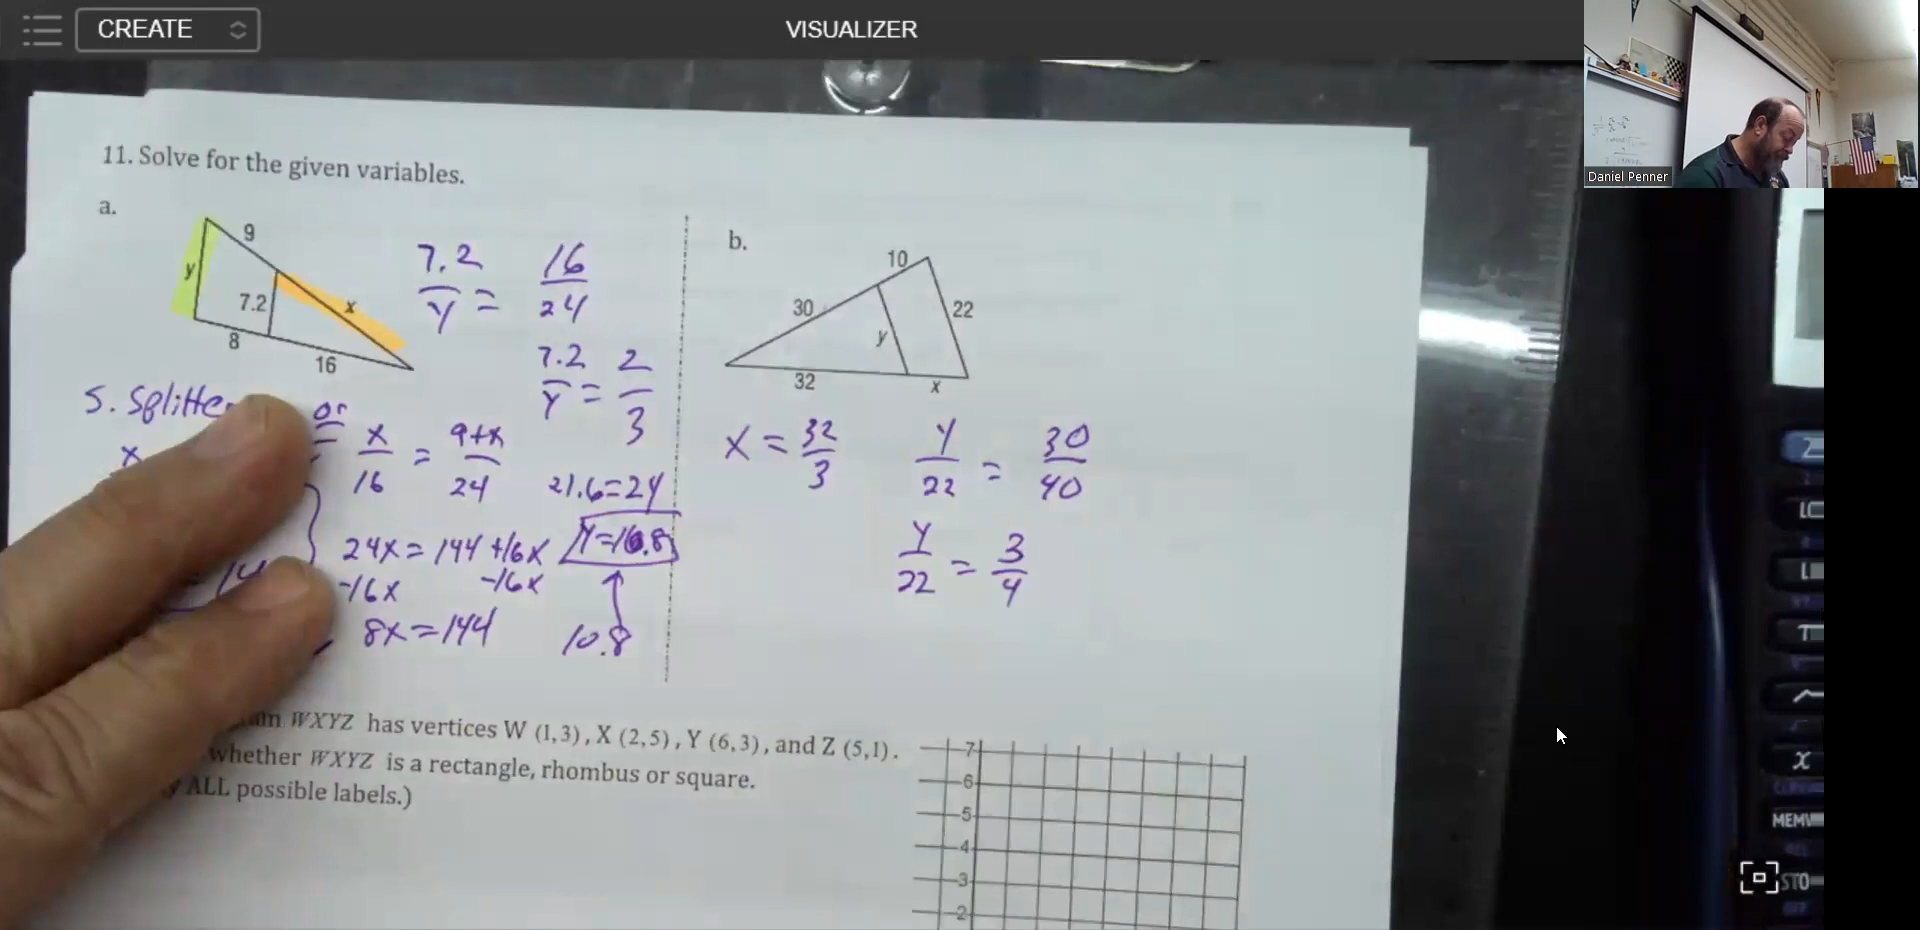 CREATE
VISUALIZER
Daniel Penner
11. Solve for the given variables.
a.
9
y
7.2
x
8
16
7.2/y = 16/24
7.2/y = 2/3
21.6=24
y=10.8
10.8
S. Splitte
or
x
x/16 = 9+x/24
24x=144+16x
-16x -16x
8x=144
b.
10
30
22
y
32
x
x = 32/3
y/22 = 30/40
y/22 = 3/4
WXYZ has vertices W (1,3), X (2,5), Y (6,3), and Z (5,1).
whether WXYZ is a rectangle, rhombus or square.
ALL possible labels.)
7
6
5
4
3
2
x
MEM
STO